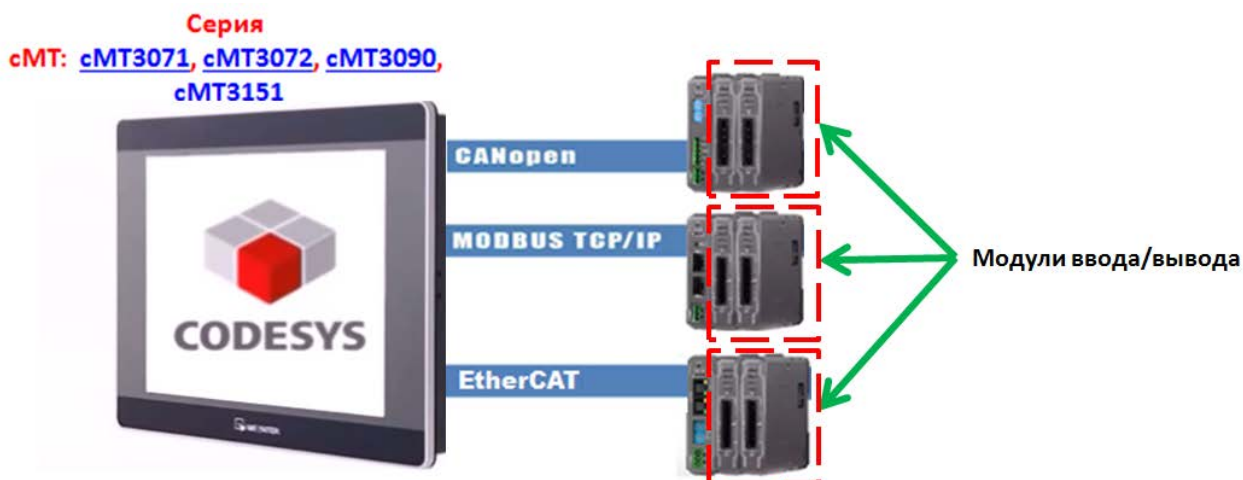 Серия
cMT: cMT3071, cMT3072, cMT3090,
cMT3151
CANopen
MODBUS TCP/IP
Модули ввода/вывода
CODESYS
EtherCAT